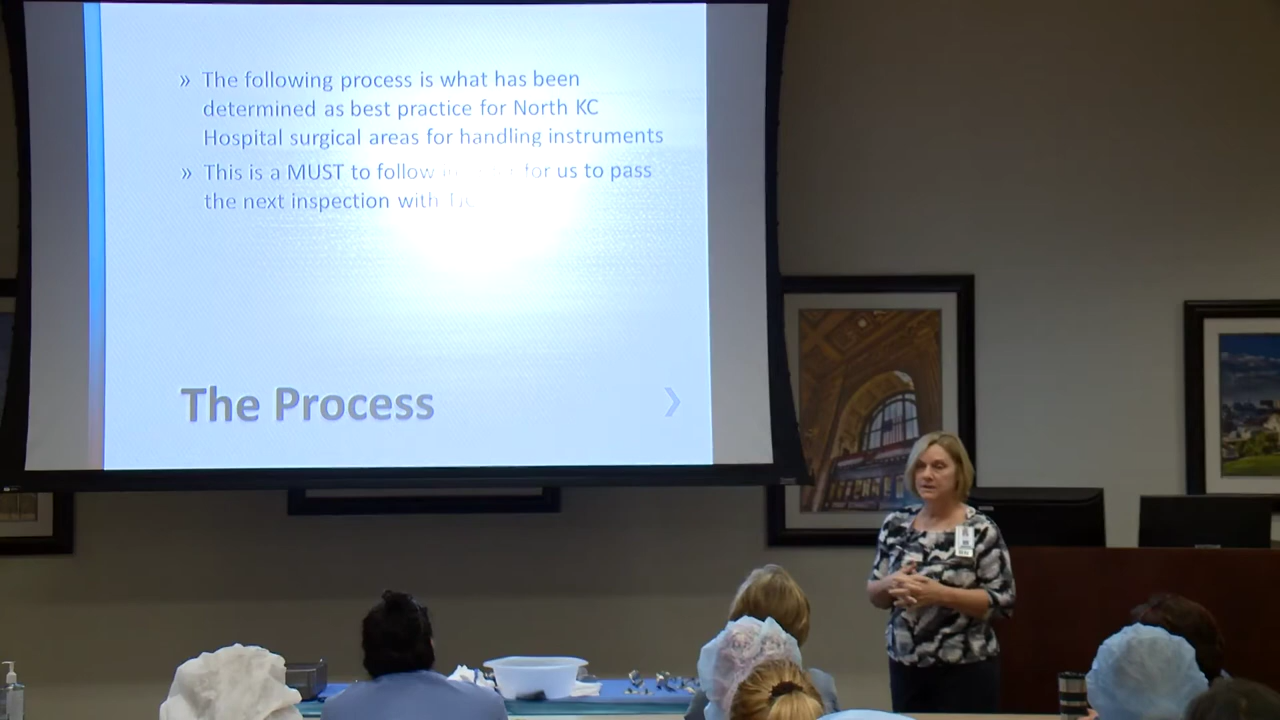 » The following process is what has been
determined as best practice for North KC
Hospital surgical areas for handling instruments
» This is a MUST to follow for us to pass
the next inspection with
The Process